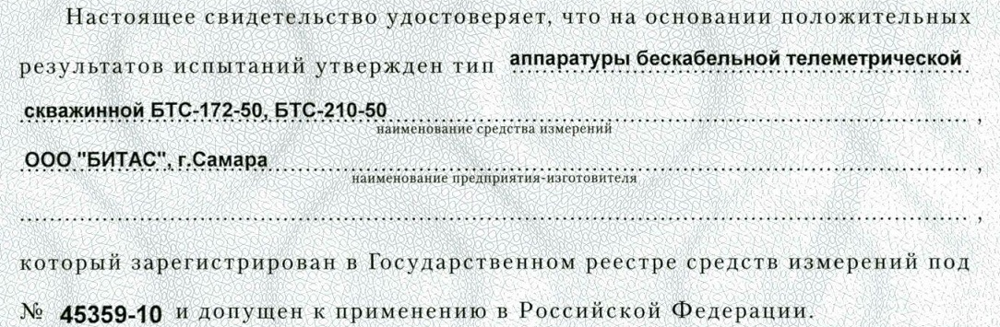 Настоящее свидетельство удостоверяет, что на основании положительных
результатов испытаний утвержден тип аппаратуры бескабельной телеметрической
скважинной БТС-172-50, БТС-210-50,
наименование средства измерений
ООО "БИТАС", г.Самара,
наименование предприятия-изготовителя
,
который зарегистрирован в Государственном реестре средств измерений под
№ 45359-10 и допущен к применению в Российской Федерации.